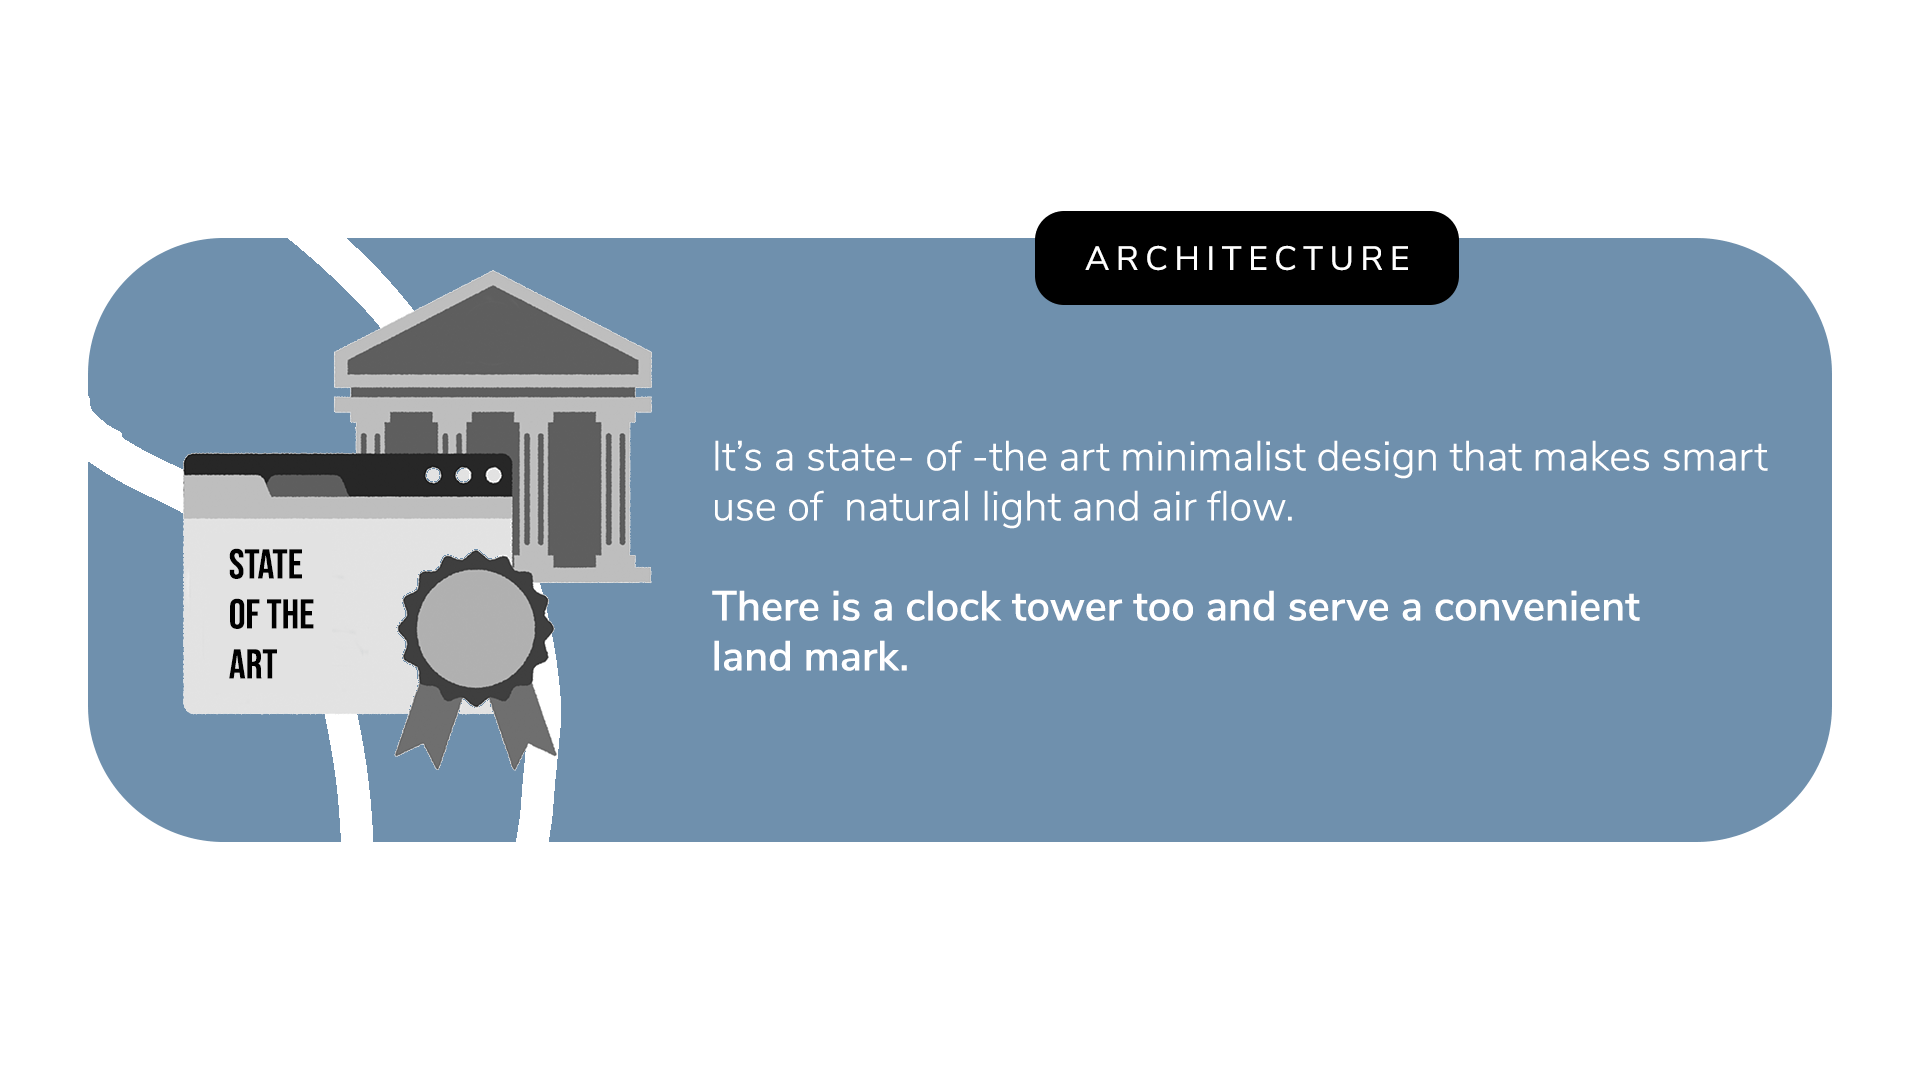 ARCHITECTURE
It’s a state- of -the art minimalist design that makes smart
use of  natural light and air flow.
There is a clock tower too and serve a convenient
land mark.
STATE
OF THE
ART